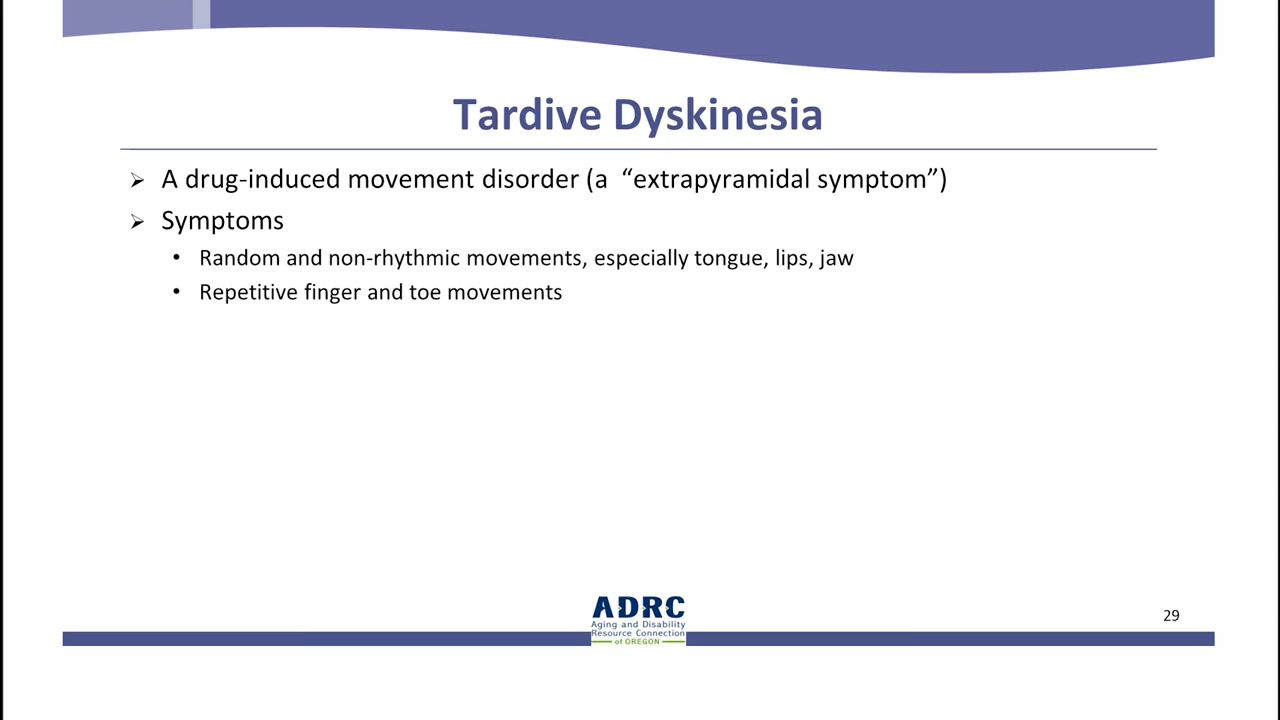 Tardive Dyskinesia
A drug-induced movement disorder (a “extrapyramidal symptom”)
Symptoms
Random and non-rhythmic movements, especially tongue, lips, jaw
Repetitive finger and toe movements
ADRC
Aging and Disability
Resource Connection
of OREGON
29